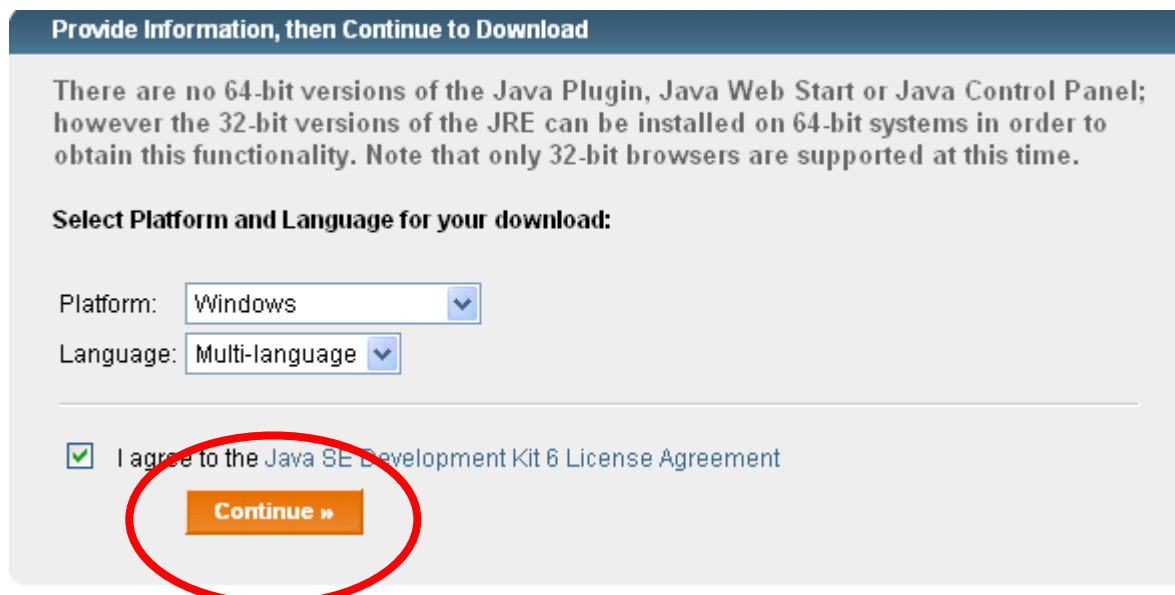 Provide Information, then Continue to Download
There are no 64-bit versions of the Java Plugin, Java Web Start or Java Control Panel;
however the 32-bit versions of the JRE can be installed on 64-bit systems in order to
obtain this functionality. Note that only 32-bit browsers are supported at this time.
Select Platform and Language for your download:
Platform: Windows
Language: Multi-language
I agree to the Java SE Development Kit 6 License Agreement
Continue »